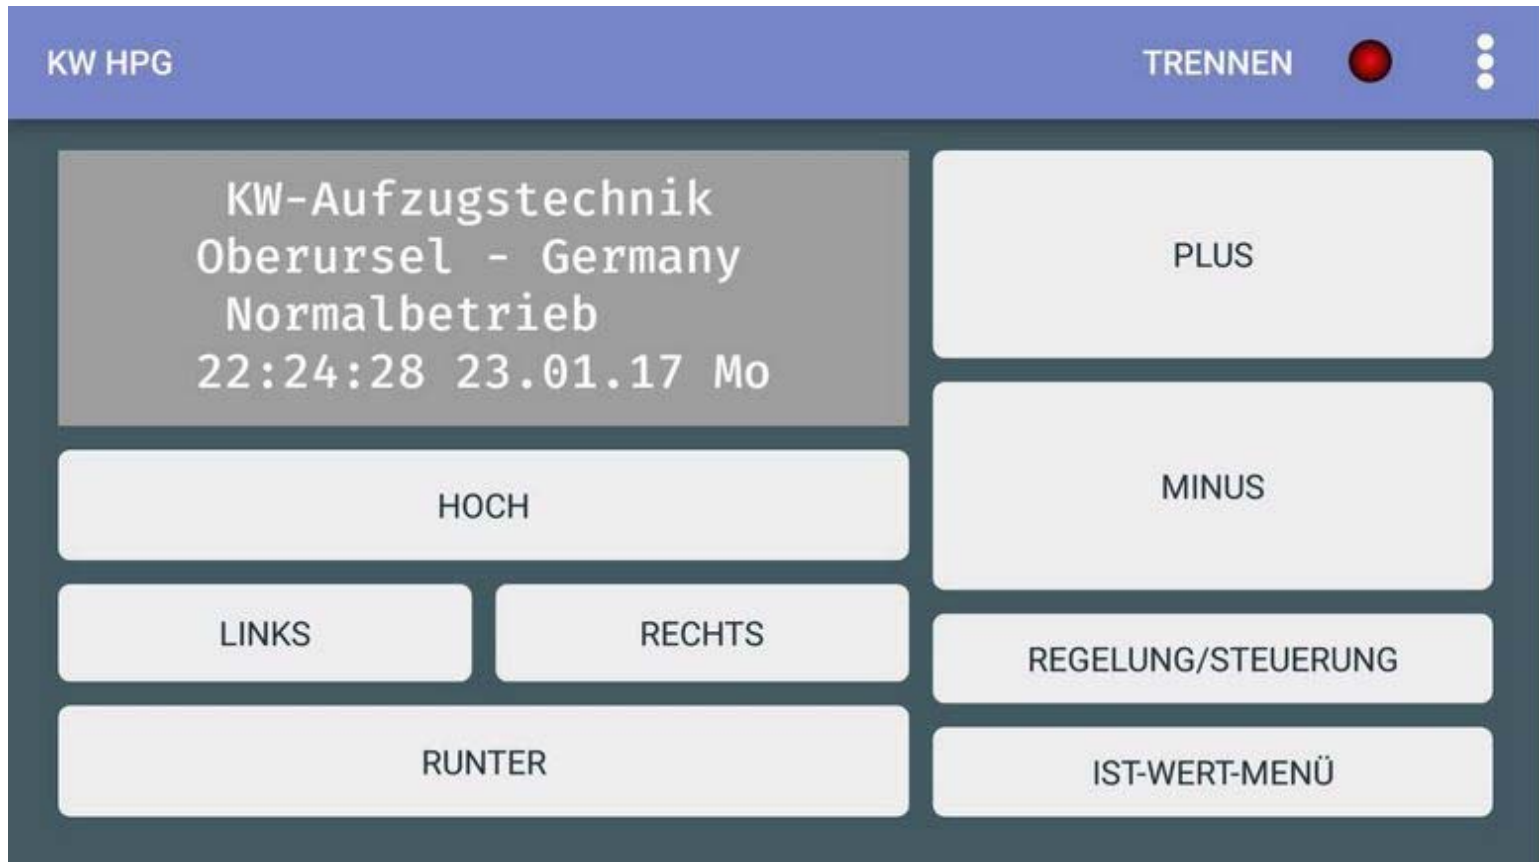 KW HPG
TRENNEN
KW-Aufzugstechnik
Oberursel - Germany
Normalbetrieb
22:24:28 23.01.17 Mo
PLUS
MINUS
HOCH
LINKS
RECHTS
RUNTER
REGELUNG/STEUERUNG
IST-WERT-MENÜ